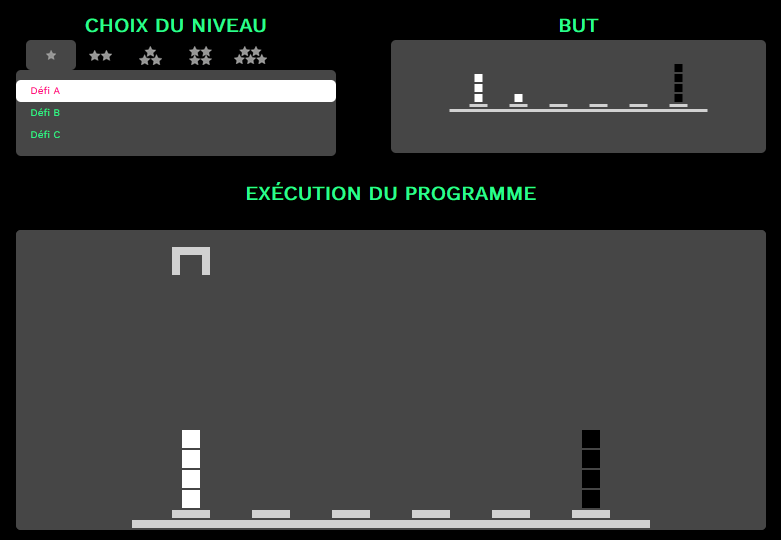 CHOIX DU NIVEAU
BUT
Défi A
Défi B
Défi C
EXÉCUTION DU PROGRAMME